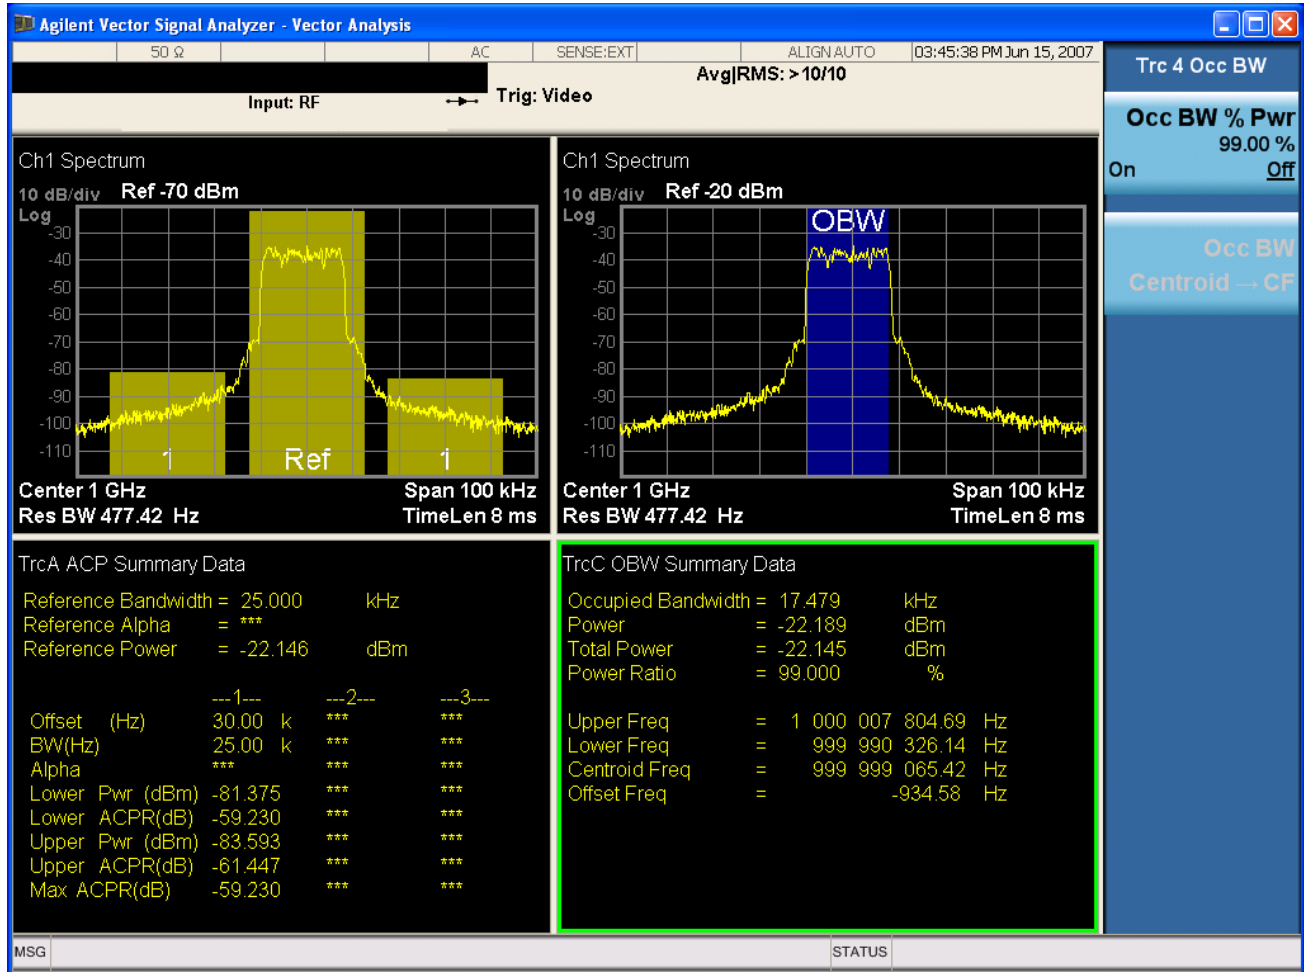 Agilent Vector Signal Analyzer - Vector Analysis
50 Ω AC SENSE:EXT ALIGN AUTO 03:45:38 PM Jun 15, 2007
Avg|RMS: >10/10
Input: RF Trig: Video
Trc 4 Occ BW
Occ BW % Pwr
99.00 %
On Off
Occ BW
Centroid → CF
Ch1 Spectrum
10 dB/div Ref -70 dBm
Log
-30
-40
-50
-60
-70
-80
-90
-100
-110
1 Ref 1
Center 1 GHz Span 100 kHz
Res BW 477.42 Hz TimeLen 8 ms
Ch1 Spectrum
10 dB/div Ref -20 dBm
Log
OBW
-30
-40
-50
-60
-70
-80
-90
-100
-110
Center 1 GHz Span 100 kHz
Res BW 477.42 Hz TimeLen 8 ms
TrcA ACP Summary Data
Reference Bandwidth = 25.000 kHz
Reference Alpha = ***
Reference Power = -22.146 dBm
---1--- ---2--- ---3---
Offset (Hz) 30.00 k *** ***
BW(Hz) 25.00 k *** ***
Alpha *** *** ***
Lower Pwr (dBm) -81.375 *** ***
Lower ACPR(dB) -59.230 *** ***
Upper Pwr (dBm) -83.593 *** ***
Upper ACPR(dB) -61.447 *** ***
Max ACPR(dB) -59.230 *** ***
TrcC OBW Summary Data
Occupied Bandwidth = 17.479 kHz
Power = -22.189 dBm
Total Power = -22.145 dBm
Power Ratio = 99.000 %
Upper Freq = 1 000 007 804.69 Hz
Lower Freq = 999 990 326.14 Hz
Centroid Freq = 999 999 065.42 Hz
Offset Freq = -934.58 Hz
MSG STATUS